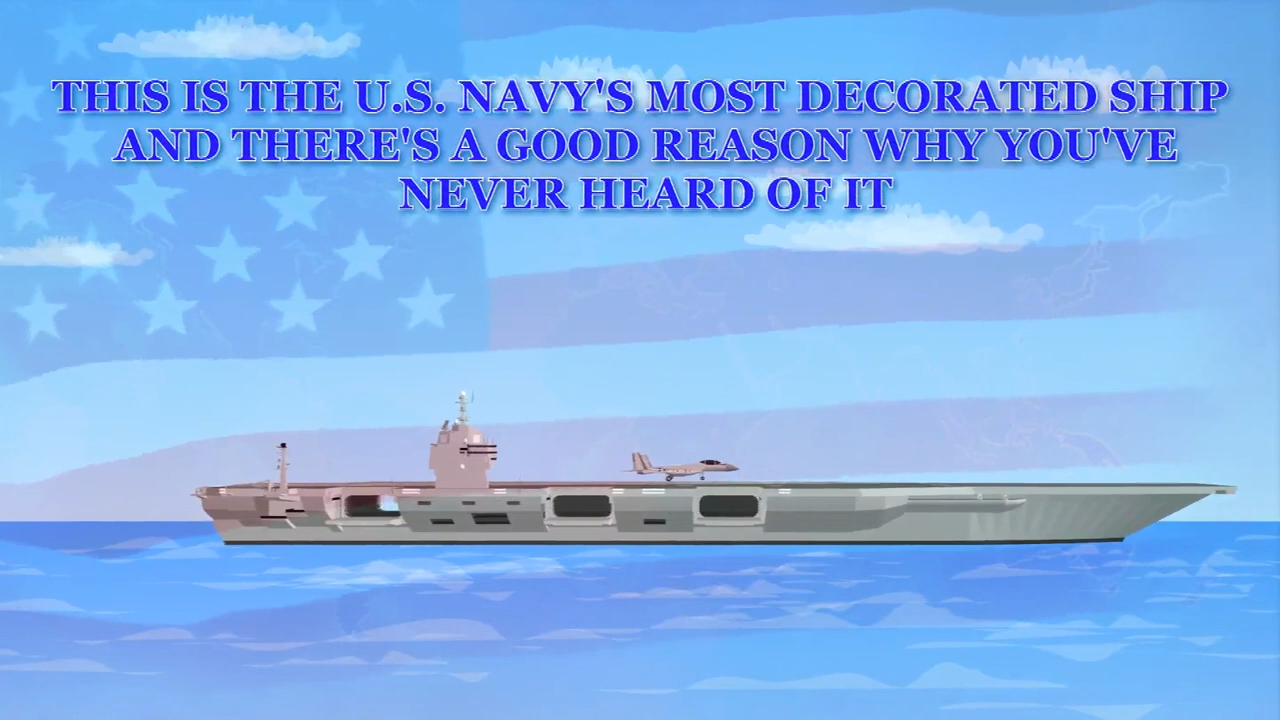 THIS IS THE U.S. NAVY'S MOST DECORATED SHIP
AND THERE'S A GOOD REASON WHY YOU'VE
NEVER HEARD OF IT